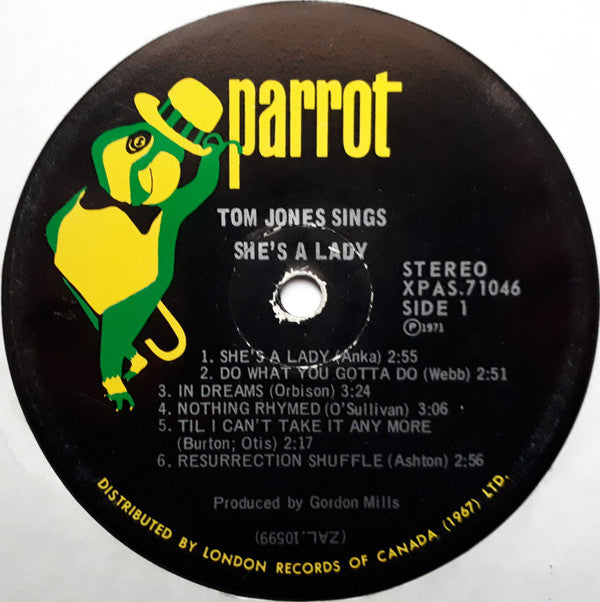 parrot
TOM JONES SINGS
SHE'S A LADY
STEREO
XPAS.71046
SIDE 1
Ⓟ1971
1. SHE'S A LADY (Anka) 2:55
2. DO WHAT YOU GOTTA DO (Webb) 2:51
3. IN DREAMS (Orbison) 3:24
4. NOTHING RHYMED (O'Sullivan) 3:06
5. TIL I CAN'T TAKE IT ANY MORE
(Burton; Otis) 2:17
6. RESURRECTION SHUFFLE (Ashton) 2:56
Produced by Gordon Mills
(ZAL.10599)
DISTRIBUTED BY LONDON RECORDS OF CANADA (1967) LTD.